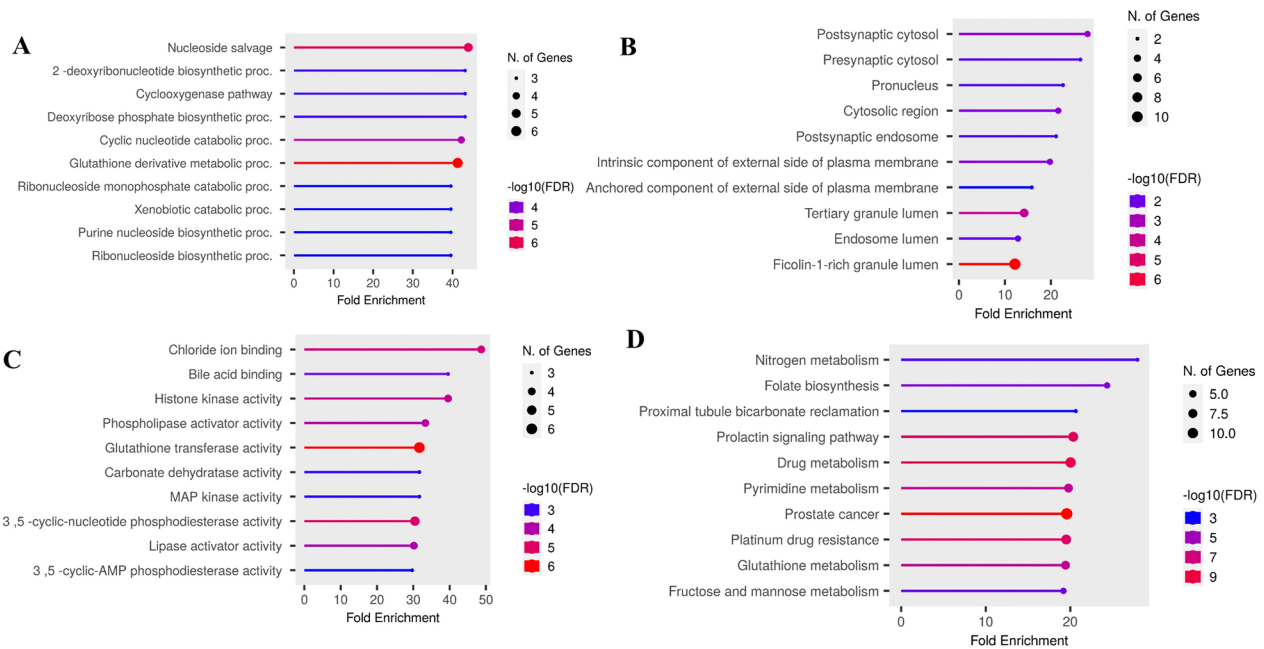 A
Nucleoside salvage
2 -deoxyribonucleotide biosynthetic proc.
Cyclooxygenase pathway
Deoxyribose phosphate biosynthetic proc.
Cyclic nucleotide catabolic proc.
Glutathione derivative metabolic proc.
Ribonucleoside monophosphate catabolic proc.
Xenobiotic catabolic proc.
Purine nucleoside biosynthetic proc.
Ribonucleoside biosynthetic proc.
0 10 20 30 40
Fold Enrichment
N. of Genes
3
4
5
6
-log10(FDR)
4
5
6
B
Postsynaptic cytosol
Presynaptic cytosol
Pronucleus
Cytosolic region
Postsynaptic endosome
Intrinsic component of external side of plasma membrane
Anchored component of external side of plasma membrane
Tertiary granule lumen
Endosome lumen
Ficolin-1-rich granule lumen
0 10 20
Fold Enrichment
N. of Genes
2
4
6
8
10
-log10(FDR)
2
3
4
5
6
C
Chloride ion binding
Bile acid binding
Histone kinase activity
Phospholipase activator activity
Glutathione transferase activity
Carbonate dehydratase activity
MAP kinase activity
3 ,5 -cyclic-nucleotide phosphodiesterase activity
Lipase activator activity
3 ,5 -cyclic-AMP phosphodiesterase activity
0 10 20 30 40 50
Fold Enrichment
N. of Genes
3
4
5
6
-log10(FDR)
3
4
5
6
D
Nitrogen metabolism
Folate biosynthesis
Proximal tubule bicarbonate reclamation
Prolactin signaling pathway
Drug metabolism
Pyrimidine metabolism
Prostate cancer
Platinum drug resistance
Glutathione metabolism
Fructose and mannose metabolism
0 10 20
Fold Enrichment
N. of Genes
5.0
7.5
10.0
-log10(FDR)
3
5
7
9